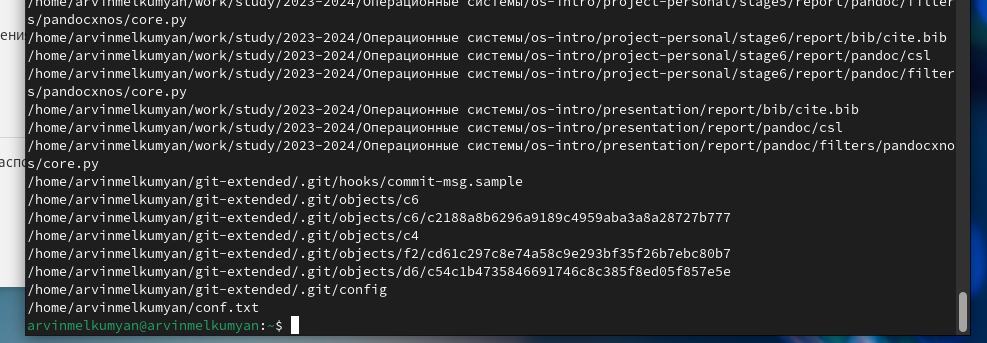 /home/arvinmelkumyan/work/study/2023-2024/Операционные системы/os-intro/project-personal/stage5/report/pandoc/filter
s/pandocxnos/core.py
/home/arvinmelkumyan/work/study/2023-2024/Операционные системы/os-intro/project-personal/stage6/report/bib/cite.bib
/home/arvinmelkumyan/work/study/2023-2024/Операционные системы/os-intro/project-personal/stage6/report/pandoc/csl
/home/arvinmelkumyan/work/study/2023-2024/Операционные системы/os-intro/project-personal/stage6/report/pandoc/filter
s/pandocxnos/core.py
/home/arvinmelkumyan/work/study/2023-2024/Операционные системы/os-intro/presentation/report/bib/cite.bib
/home/arvinmelkumyan/work/study/2023-2024/Операционные системы/os-intro/presentation/report/pandoc/csl
/home/arvinmelkumyan/work/study/2023-2024/Операционные системы/os-intro/presentation/report/pandoc/filters/pandocxno
s/core.py
/home/arvinmelkumyan/git-extended/.git/hooks/commit-msg.sample
/home/arvinmelkumyan/git-extended/.git/objects/c6
/home/arvinmelkumyan/git-extended/.git/objects/c6/c2188a8b6296a9189c4959aba3a8a28727b777
/home/arvinmelkumyan/git-extended/.git/objects/c4
/home/arvinmelkumyan/git-extended/.git/objects/f2/cd61c297c8e74a58c9e293bf35f26b7ebc80b7
/home/arvinmelkumyan/git-extended/.git/objects/d6/c54c1b4735846691746c8c385f8ed05f857e5e
/home/arvinmelkumyan/git-extended/.git/config
/home/arvinmelkumyan/conf.txt
arvinmelkumyan@arvinmelkumyan:~$